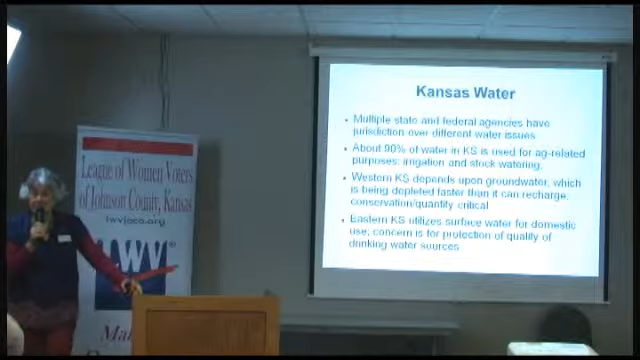 Kansas Water
• Multiple state and federal agencies have
jurisdiction over different water issues
• About 90% of water in KS is used for ag-related
purposes: irrigation and stock watering,
• Western KS depends upon groundwater, which
is being depleted faster than it can recharge,
conservation/quantity critical
• Eastern KS utilizes surface water for domestic
use; concern is for protection of quality of
drinking water sources
League of Women Voters
of Johnson County, Kansas
lwvjoco.org
LWV®